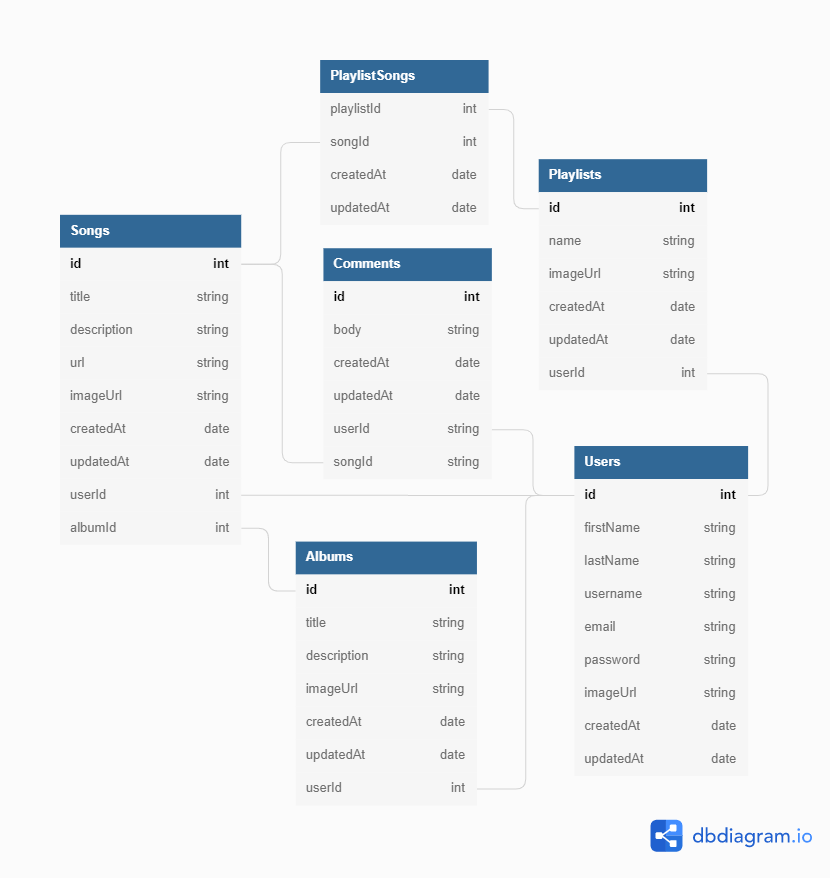 PlaylistSongs
playlistId int
songId int
createdAt date
updatedAt date
Playlists
id int
name string
imageUrl string
createdAt date
updatedAt date
userId int
Songs
id int
title string
description string
url string
imageUrl string
createdAt date
updatedAt date
userId int
albumId int
Comments
id int
body string
createdAt date
updatedAt date
userId string
songId string
Users
id int
firstName string
lastName string
username string
email string
password string
imageUrl string
createdAt date
updatedAt date
Albums
id int
title string
description string
imageUrl string
createdAt date
updatedAt date
userId int
dbdiagram.io